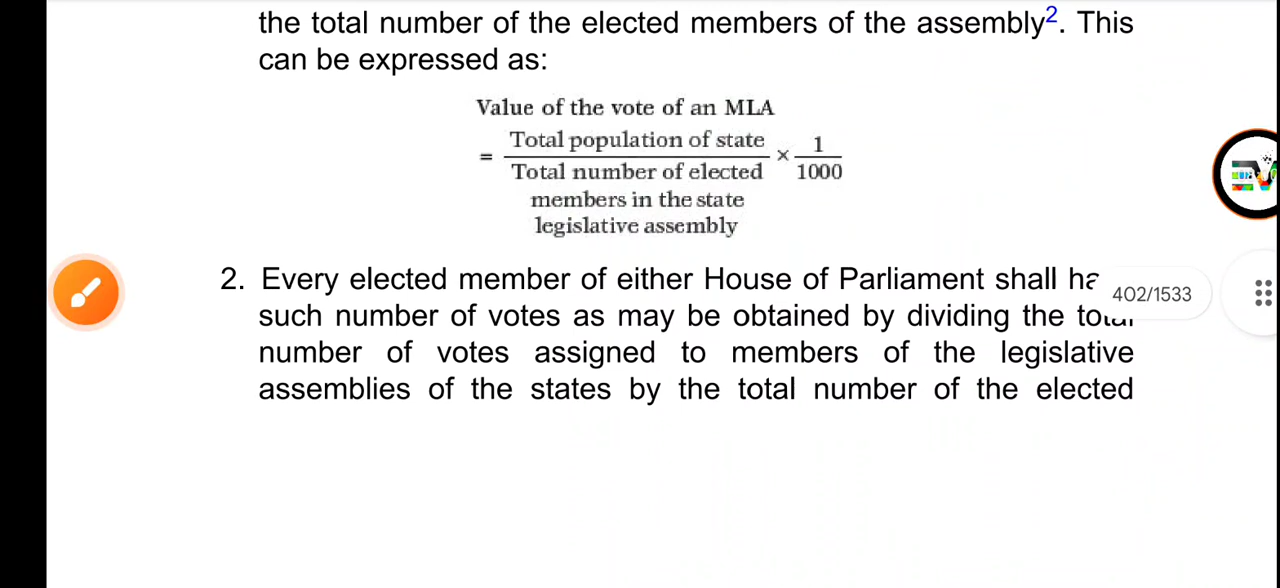 the total number of the elected members of the assembly2. This
can be expressed as:
Value of the vote of an MLA
= Total population of state × 1
Total number of elected 1000
members in the state
legislative assembly
2. Every elected member of either House of Parliament shall
402/1533
such number of votes as may be obtained by dividing the total
number of votes assigned to members of the legislative
assemblies of the states by the total number of the elected